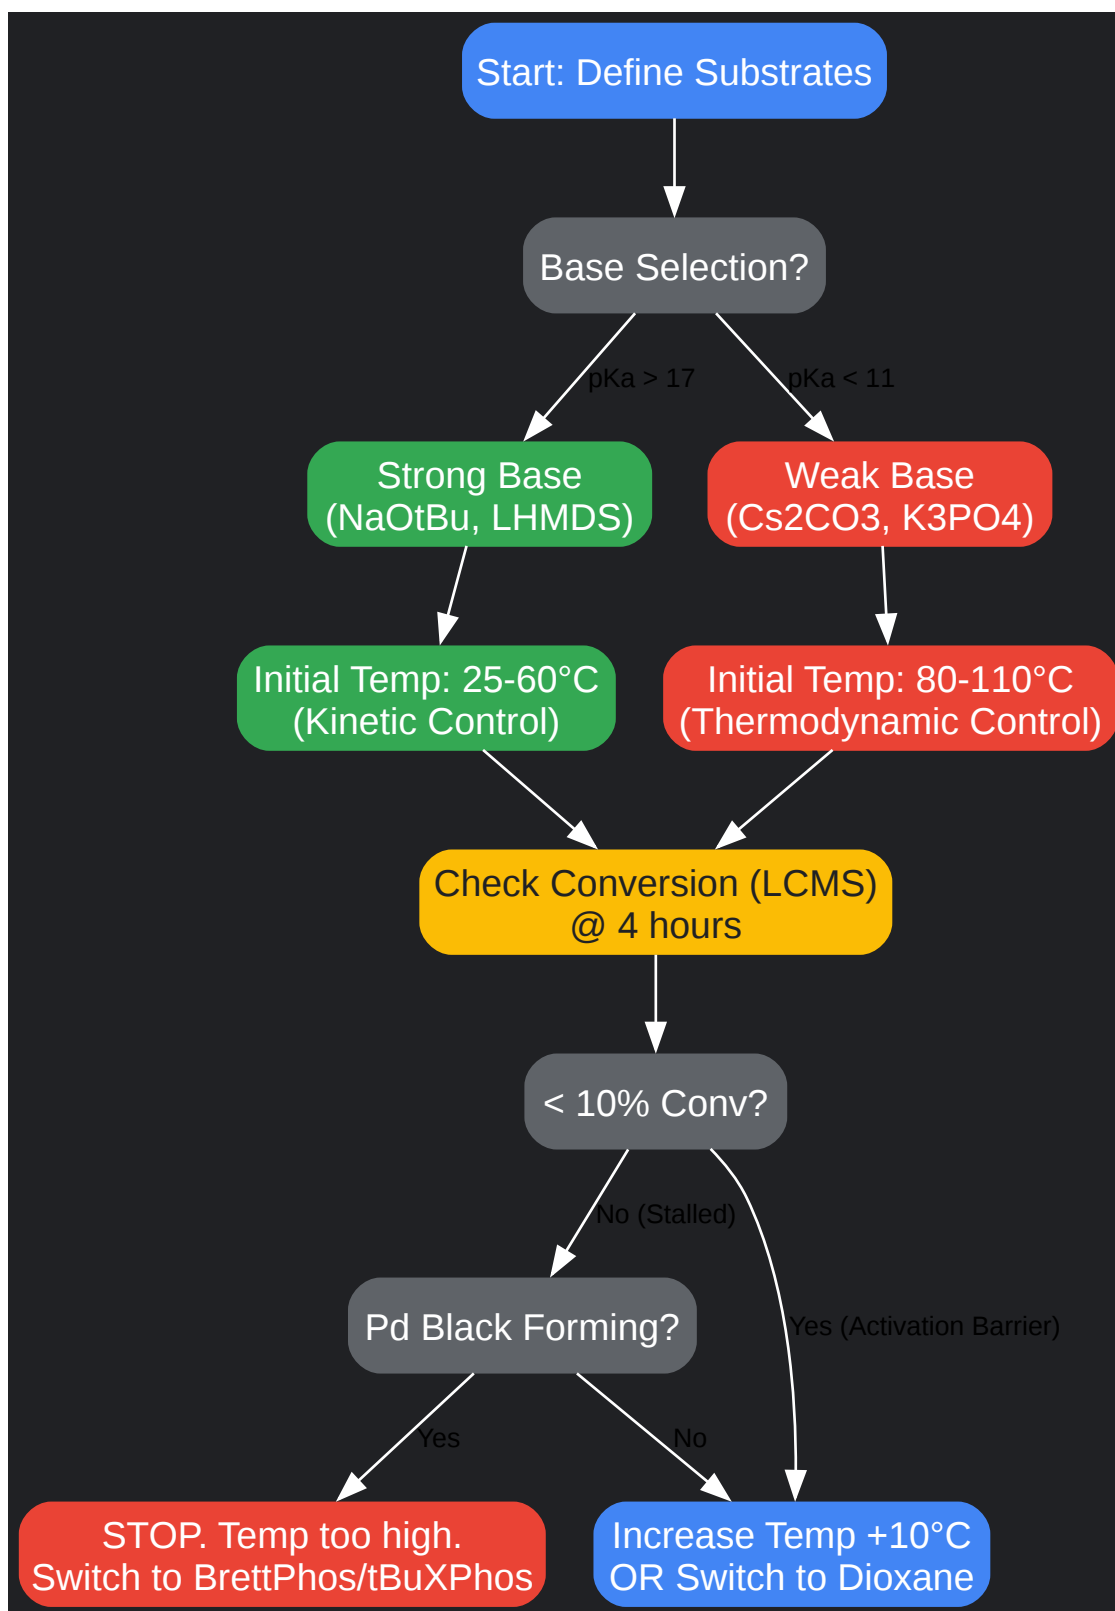 Start: Define Substrates
Base Selection?
pKa > 17
pKa < 11
Strong Base
(NaOtBu, LHMDS)
Weak Base
(Cs2CO3, K3PO4)
Initial Temp: 25-60°C
(Kinetic Control)
Initial Temp: 80-110°C
(Thermodynamic Control)
Check Conversion (LCMS)
@ 4 hours
< 10% Conv?
No (Stalled)
Pd Black Forming?
Yes (Activation Barrier)
Yes
No
STOP. Temp too high.
Switch to BrettPhos/tBuXPhos
Increase Temp +10°C
OR Switch to Dioxane